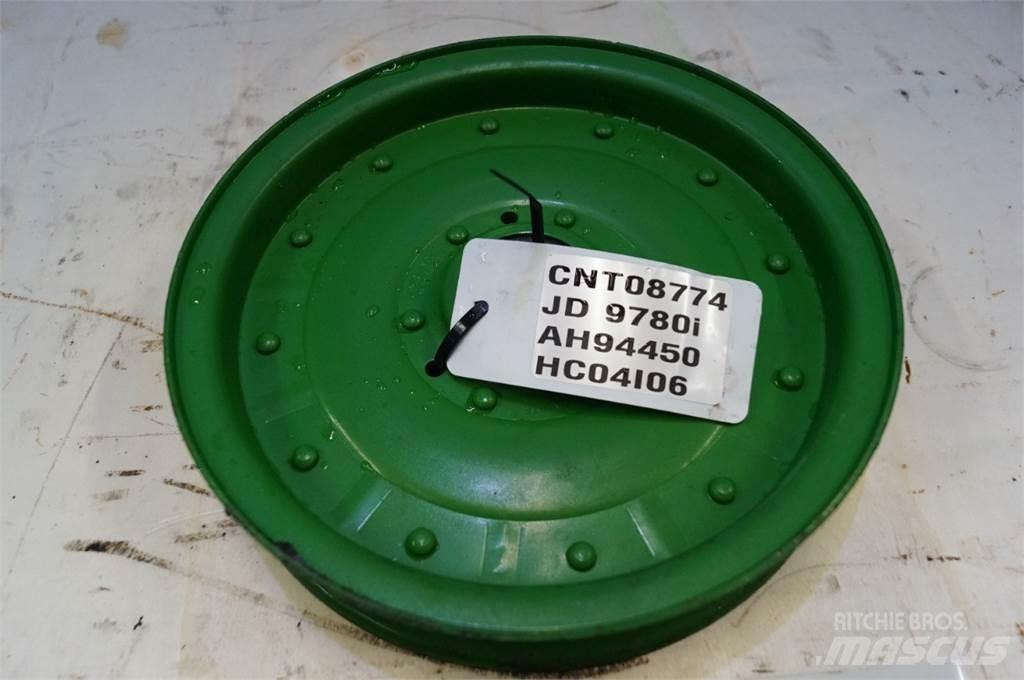 CNT08774
JD 9780i
AH94450
HC04I06
RITCHIE BROS.
MASCUS